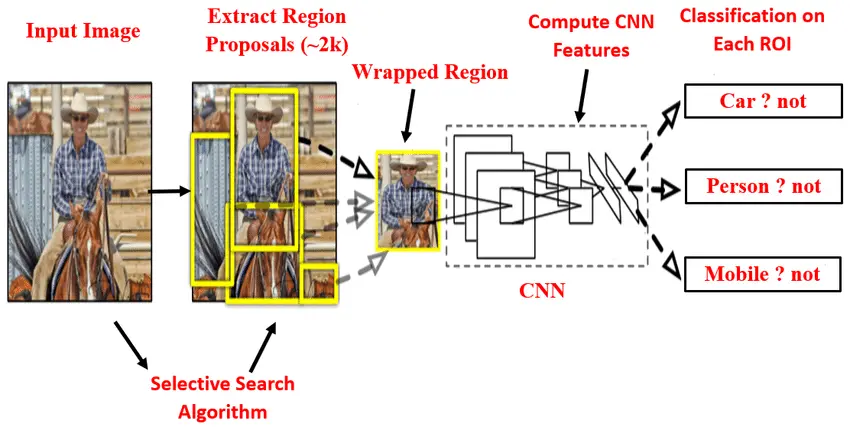 Input Image
Extract Region
Proposals (~2k)
Wrapped Region
Compute CNN
Features
Classification on
Each ROI
Car ? not
Person ? not
Mobile ? not
CNN
Selective Search
Algorithm